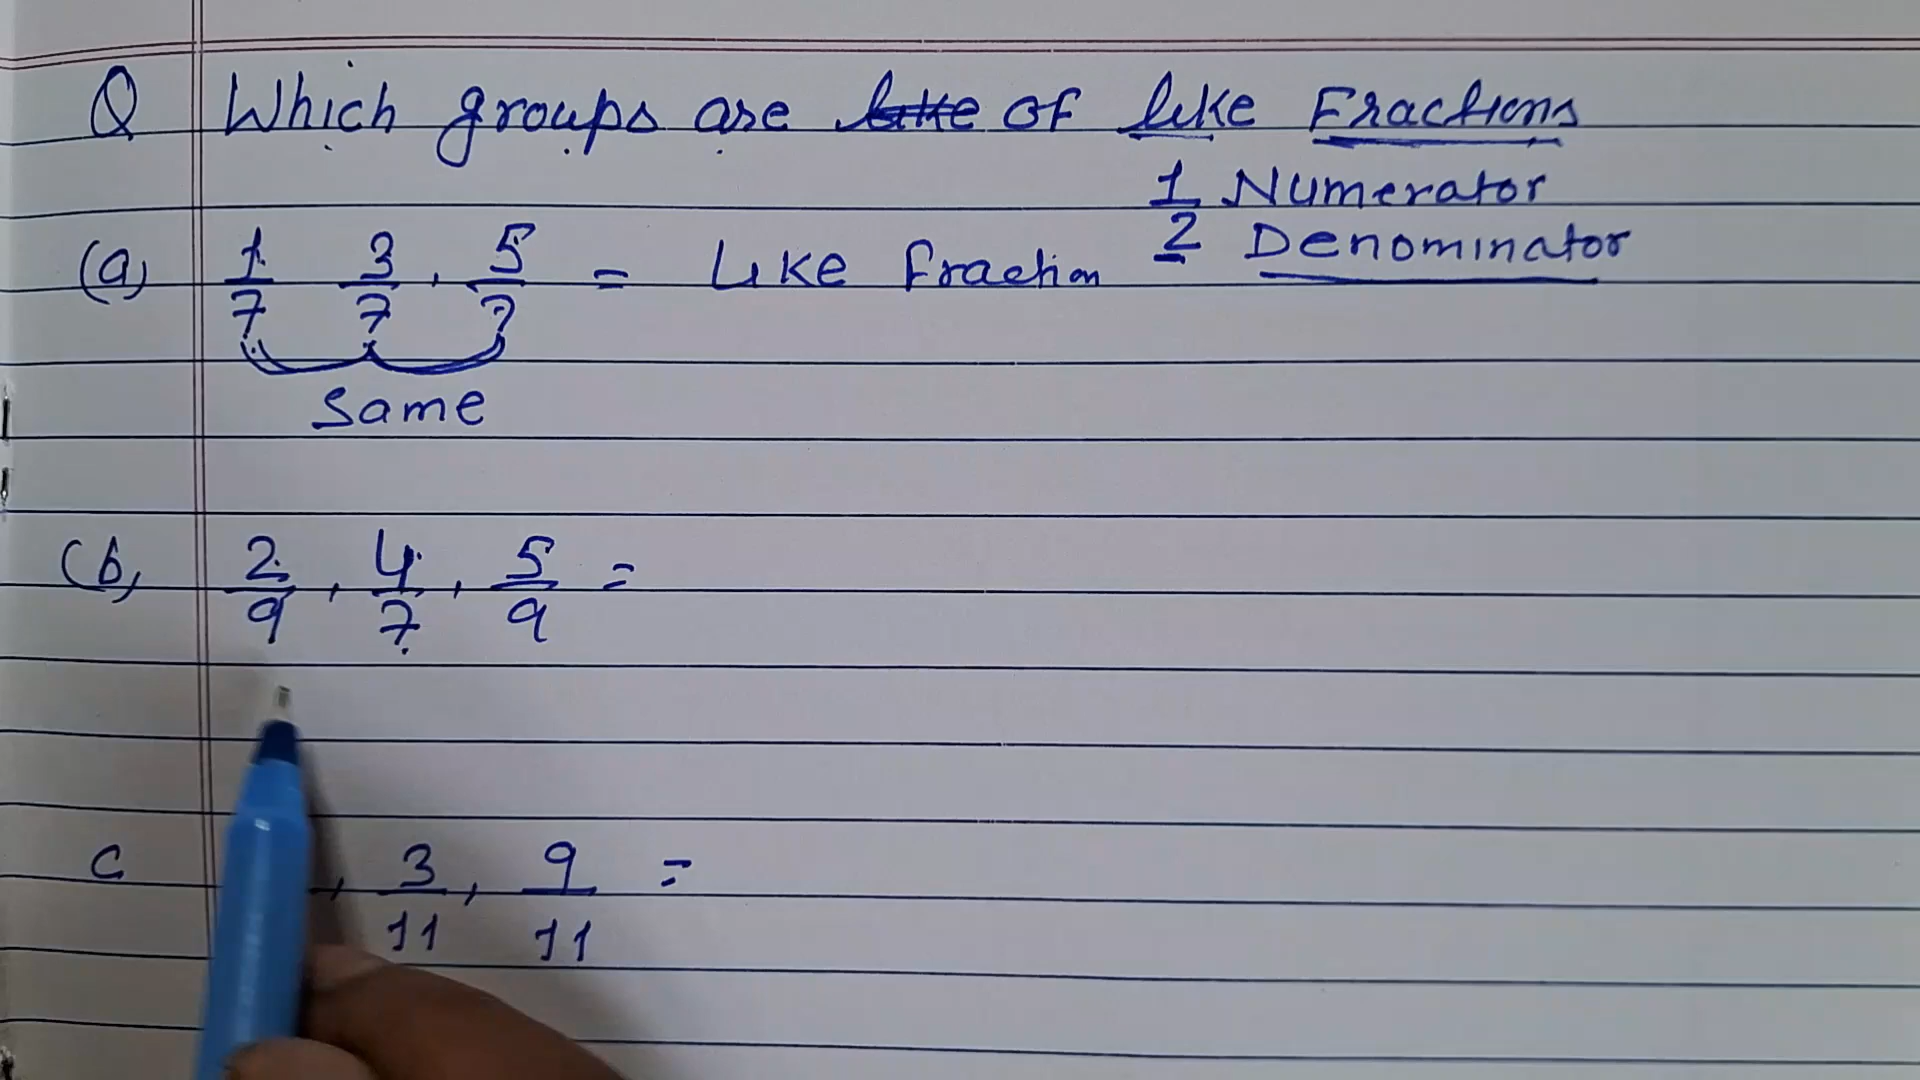 Q Which groups are of like Fractions
1/2 Numerator Denominator
(a) 1/7 3/7, 5/7 = Like fraction
Same
(b) 2/9, 4/7, 5/9 =
c , 3/11, 9/11 =